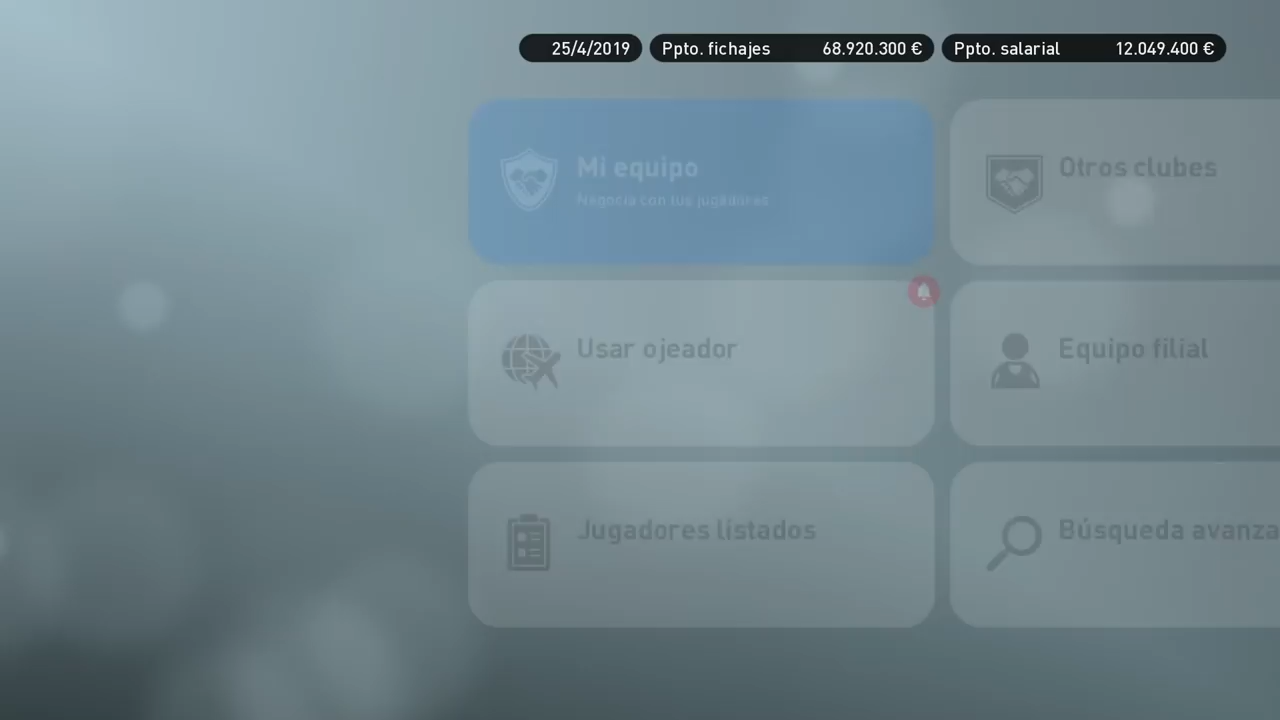 25/4/2019
Ppto. fichajes 68.920.300 €
Ppto. salarial 12.049.400 €
Mi equipo
Negocia con tus jugadores
Otros clubes
Usar ojeador
Equipo filial
Jugadores listados
Búsqueda avanza